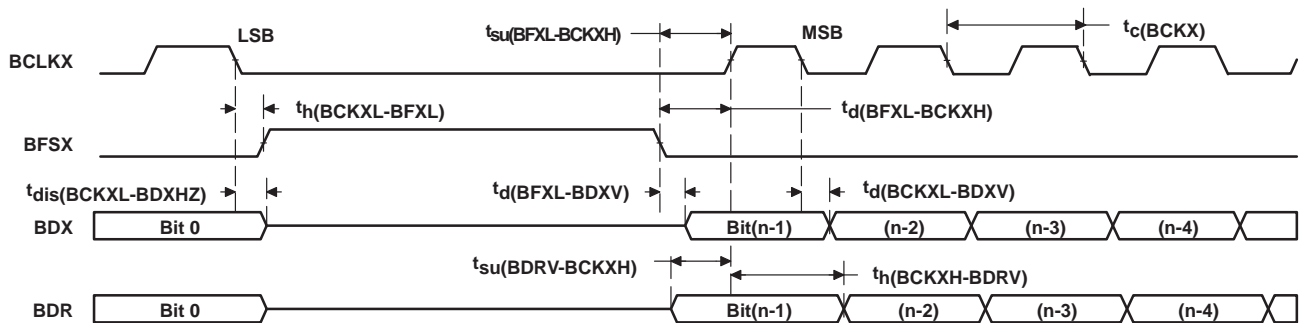 LSB
t_su(BFXL-BCKXH)
MSB
t_c(BCKX)
BCLKX
t_h(BCKXL-BFXL)
t_d(BFXL-BCKXH)
BFSX
t_dis(BCKXL-BDXHZ)
t_d(BFXL-BDXV)
t_d(BCKXL-BDXV)
BDX
Bit 0
Bit(n-1)
(n-2)
(n-3)
(n-4)
t_su(BDRV-BCKXH)
t_h(BCKXH-BDRV)
BDR
Bit 0
Bit(n-1)
(n-2)
(n-3)
(n-4)